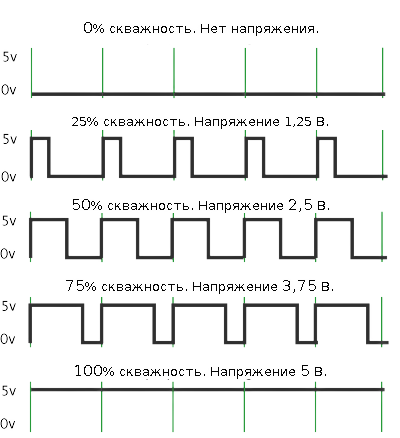 0% скважность. Нет напряжения.
5v
0v
25% скважность. Напряжение 1,25 В.
5v
0v
50% скважность. Напряжение 2,5 В.
5v
0v
75% скважность. Напряжение 3,75 В.
5v
0v
100% скважность. Напряжение 5 В.
5v
0v